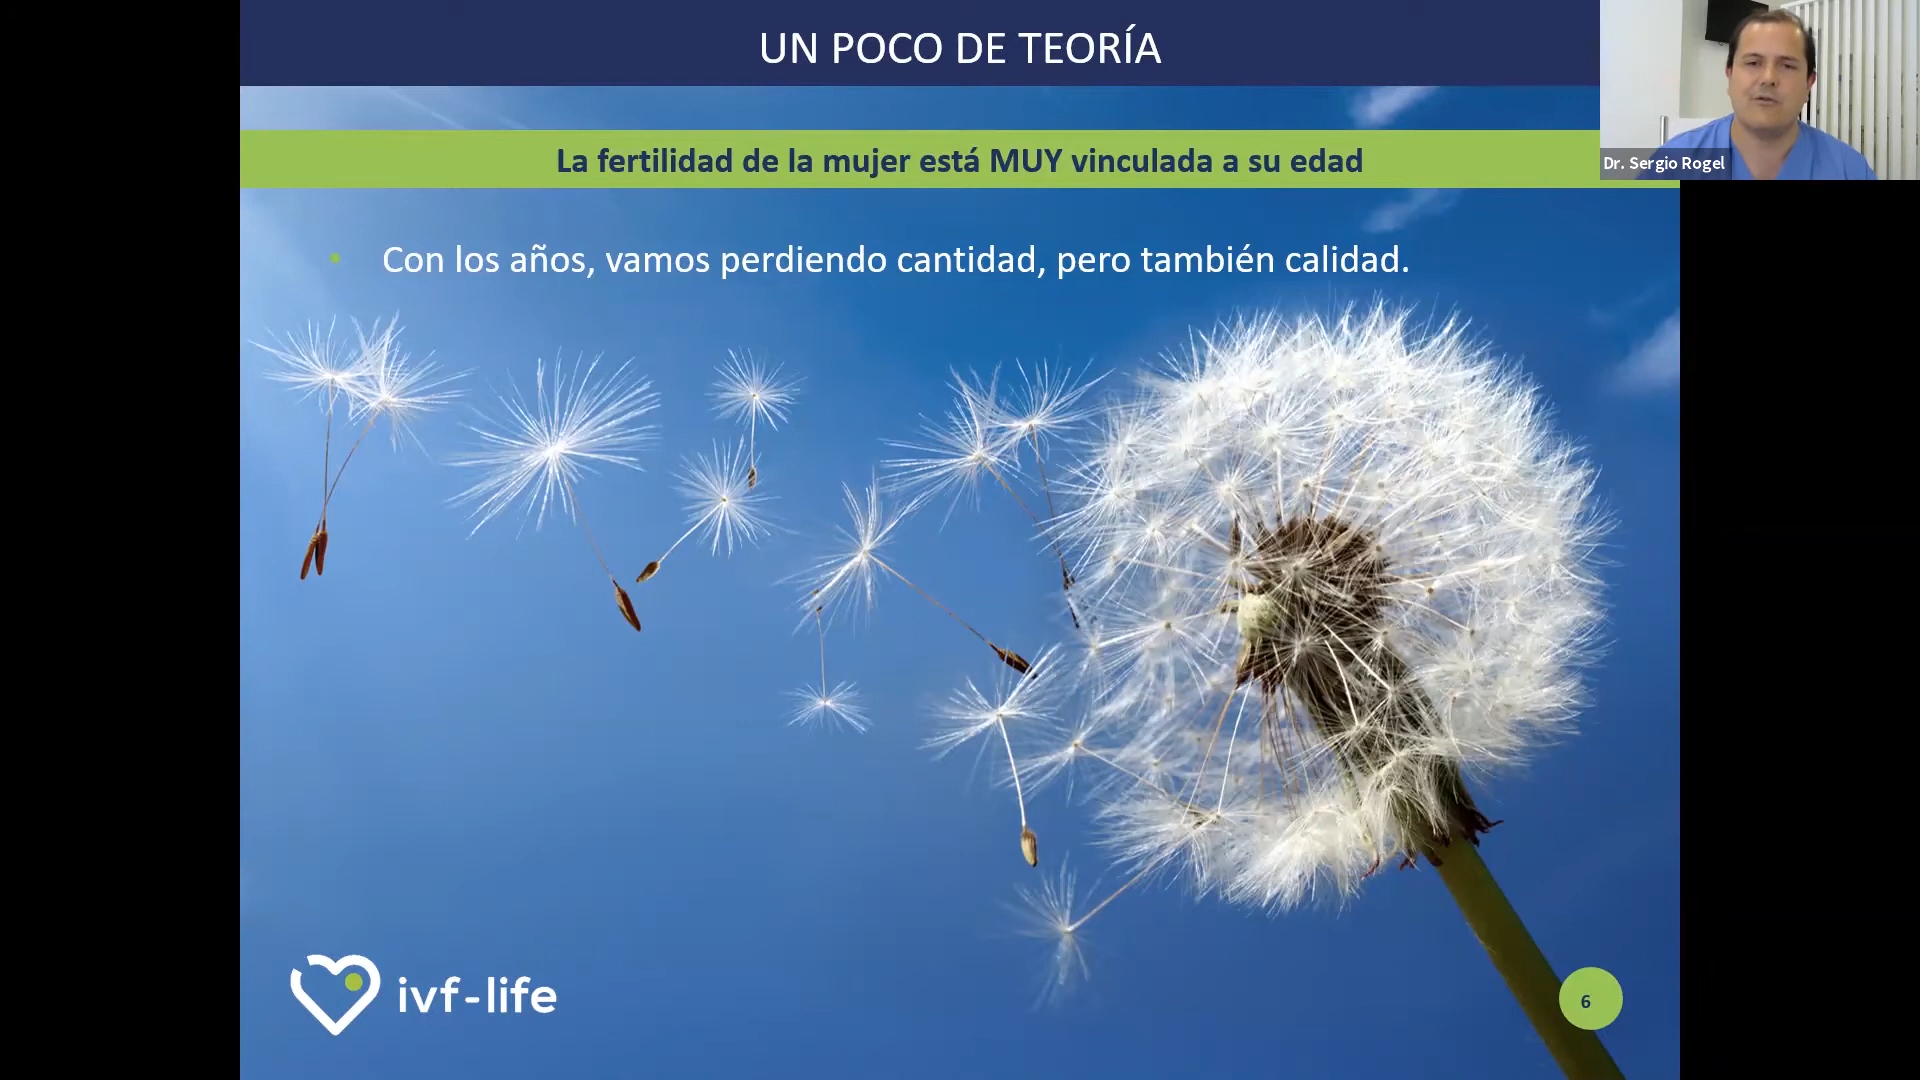 UN POCO DE TEORÍA
Dr. Sergio Rogel
La fertilidad de la mujer está MUY vinculada a su edad
• Con los años, vamos perdiendo cantidad, pero también calidad.
ivf-life
6